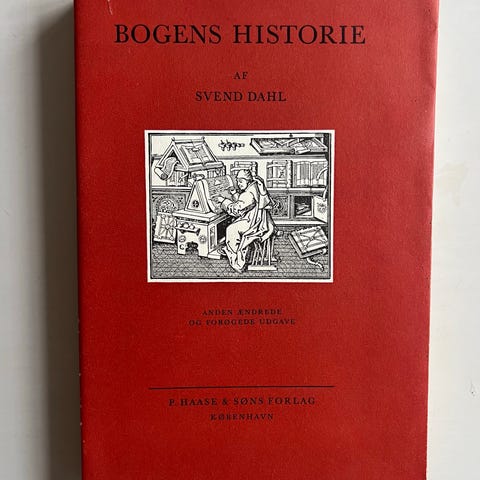 BOGENS HISTORIE
AF
SVEND DAHL
ANDEN ÆNDREDE
OG FORØGEDE UDGAVE
P. HAASE & SØNS FORLAG
KØBENHAVN